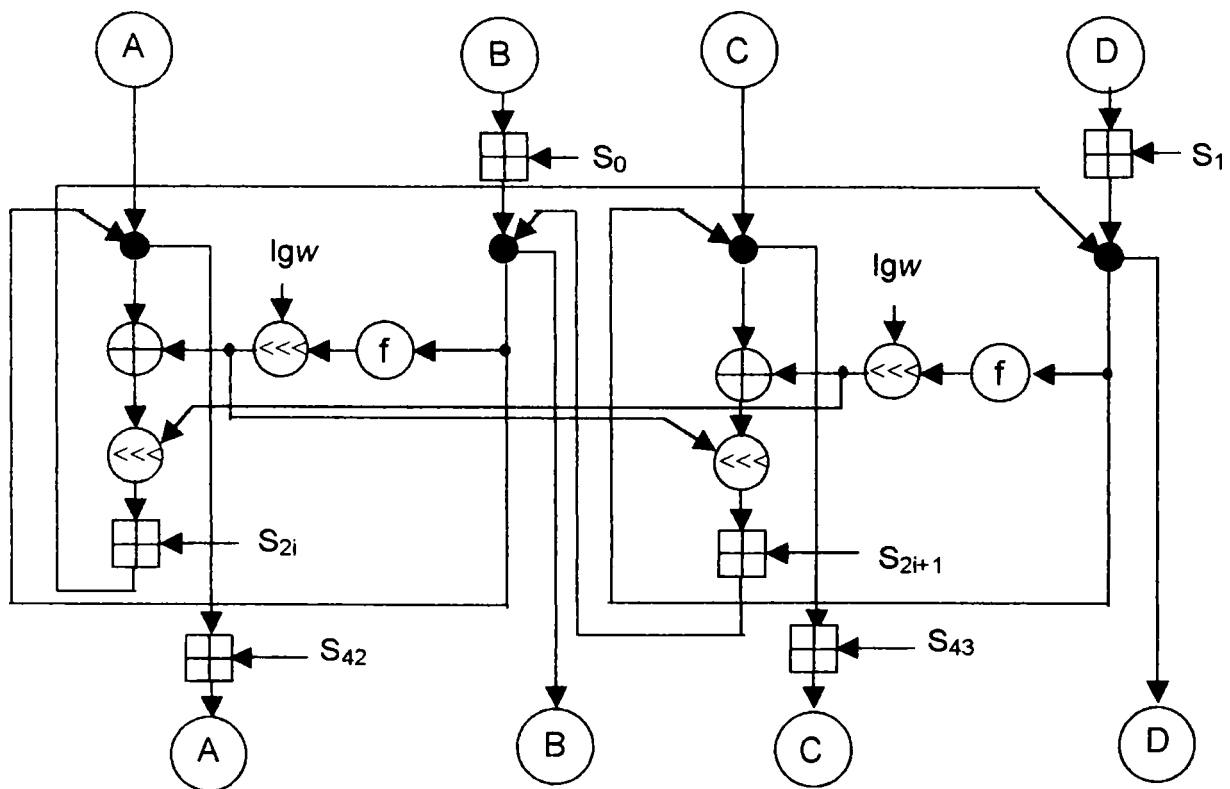 A
B
C
D
S₀
S₁
lgw
lgw
<<<
f
<<<
f
<<<
<<<
S₂ᵢ
S₂ᵢ₊₁
S₄₂
S₄₃
A
B
C
D